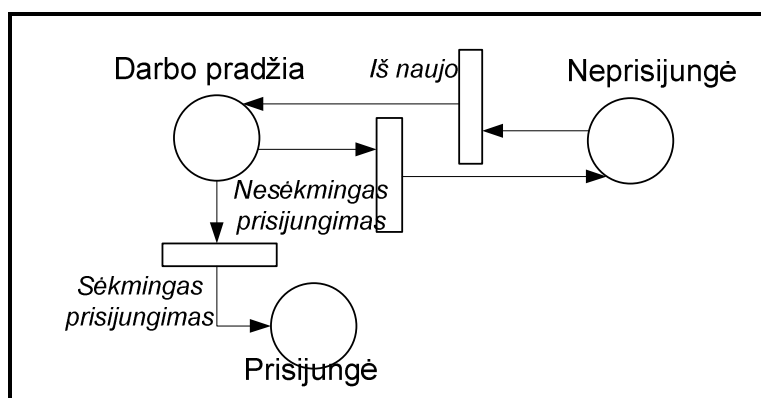 Darbo pradžia
Iš naujo
Neprisijungė
Nesėkmingas
prisijungimas
Sėkmingas
prisijungimas
Prisijungė